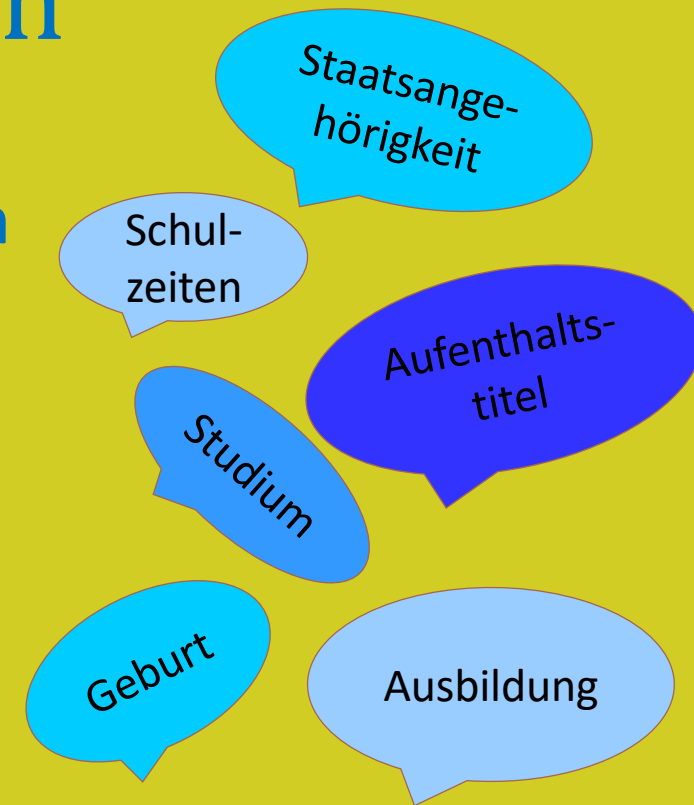 n
Staatsange-
hörigkeit
n
Schul-
zeiten
Aufenthalts-
titel
Studium
Geburt
Ausbildung